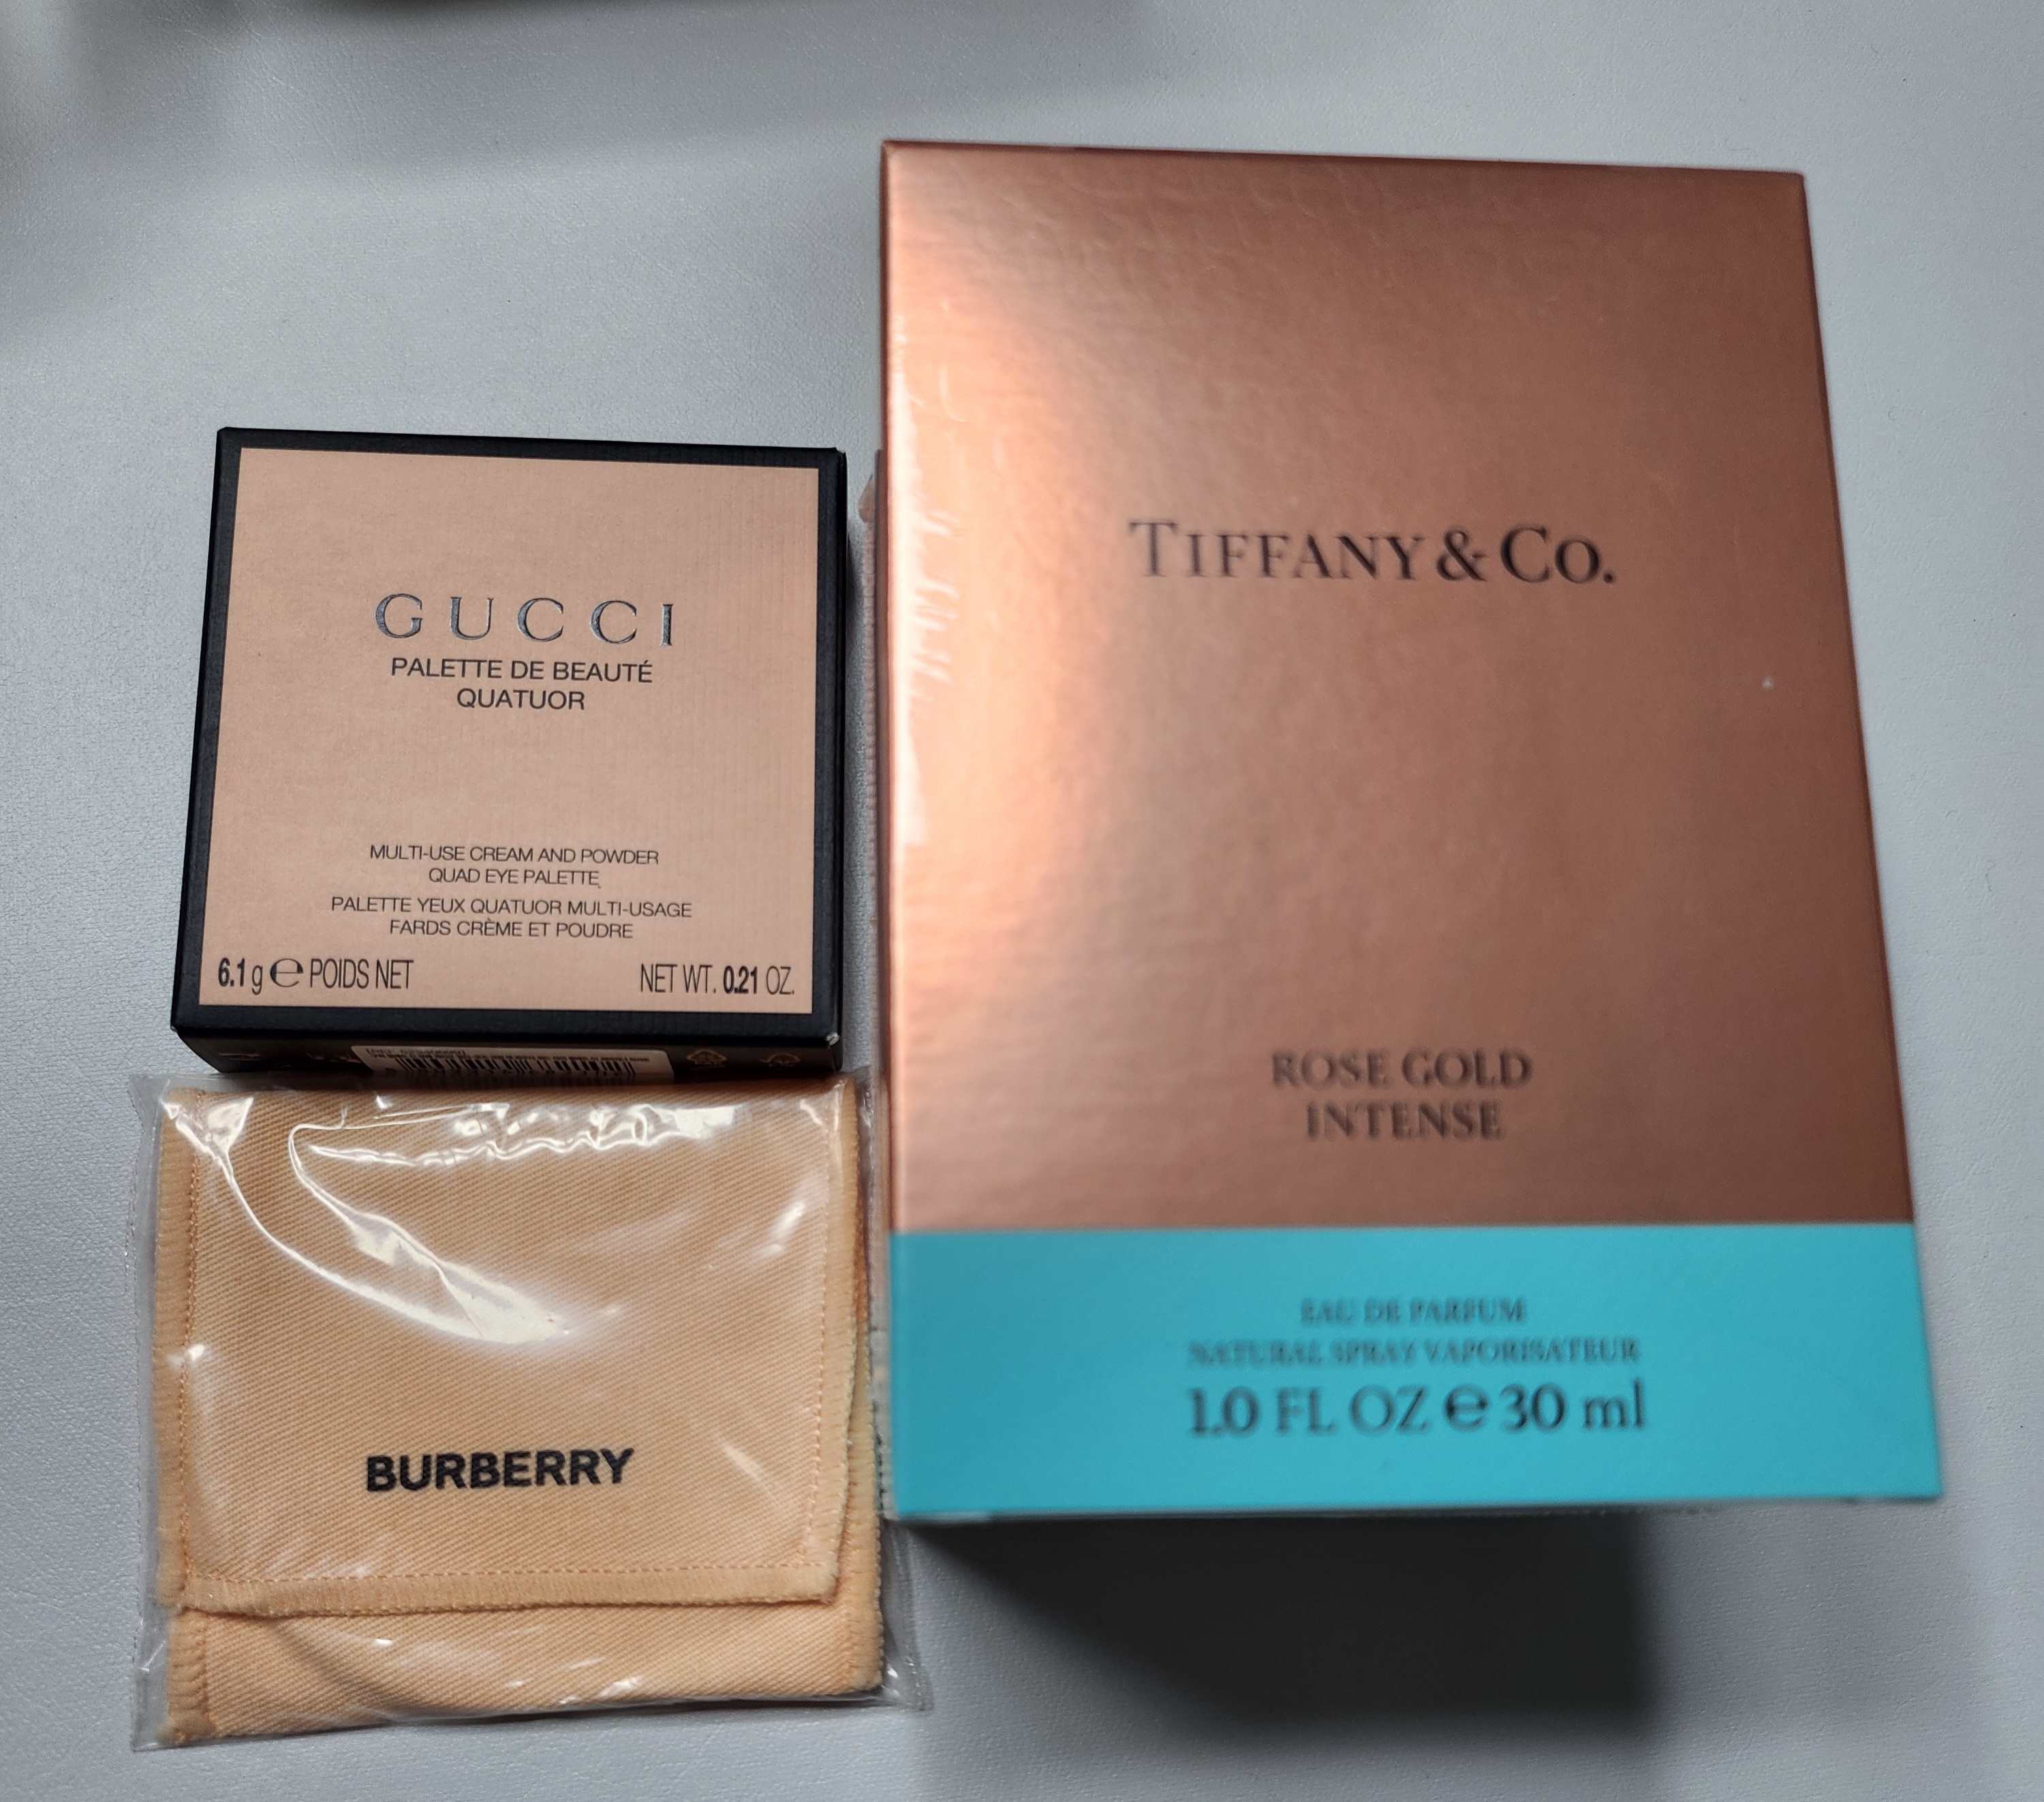 GUCCI
PALETTE DE BEAUTÉ
QUATUOR
MULTI-USE CREAM AND POWDER
QUAD EYE PALETTE
PALETTE YEUX QUATUOR MULTI-USAGE
FARDS CRÈME ET POUDRE
6.1 g ℮ POIDS NET NET WT. 0.21 OZ.
BURBERRY
TIFFANY & CO.
ROSE GOLD
INTENSE
EAU DE PARFUM
NATURAL SPRAY VAPORISATEUR
1.0 FL OZ ℮ 30 ml